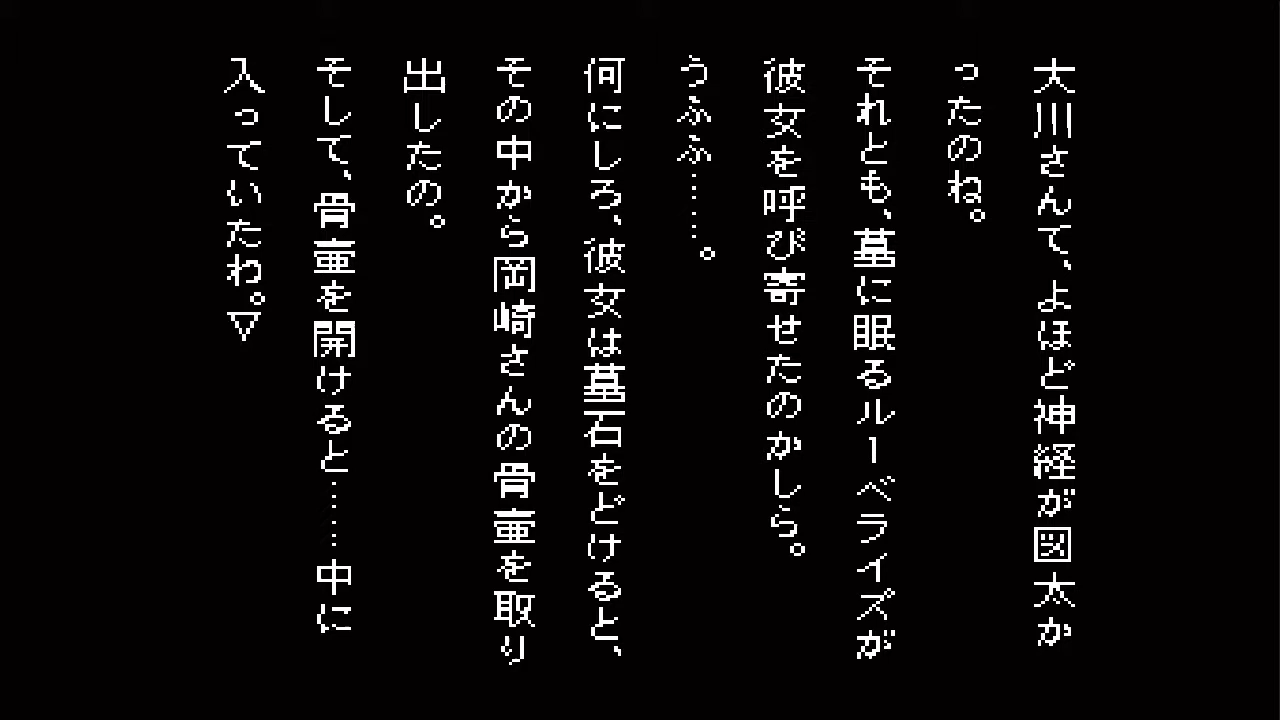 大川さんて、よほど神経が図太か
ったのね。
それとも、墓に眠るルーベライズが
彼女を呼び寄せたのかしら。
うふふ……。
何にしろ、彼女は墓石をどけると、
その中から岡崎さんの骨壷を取り
出したの。
そして、骨壷を開けると……中に
入っていたわ。▽